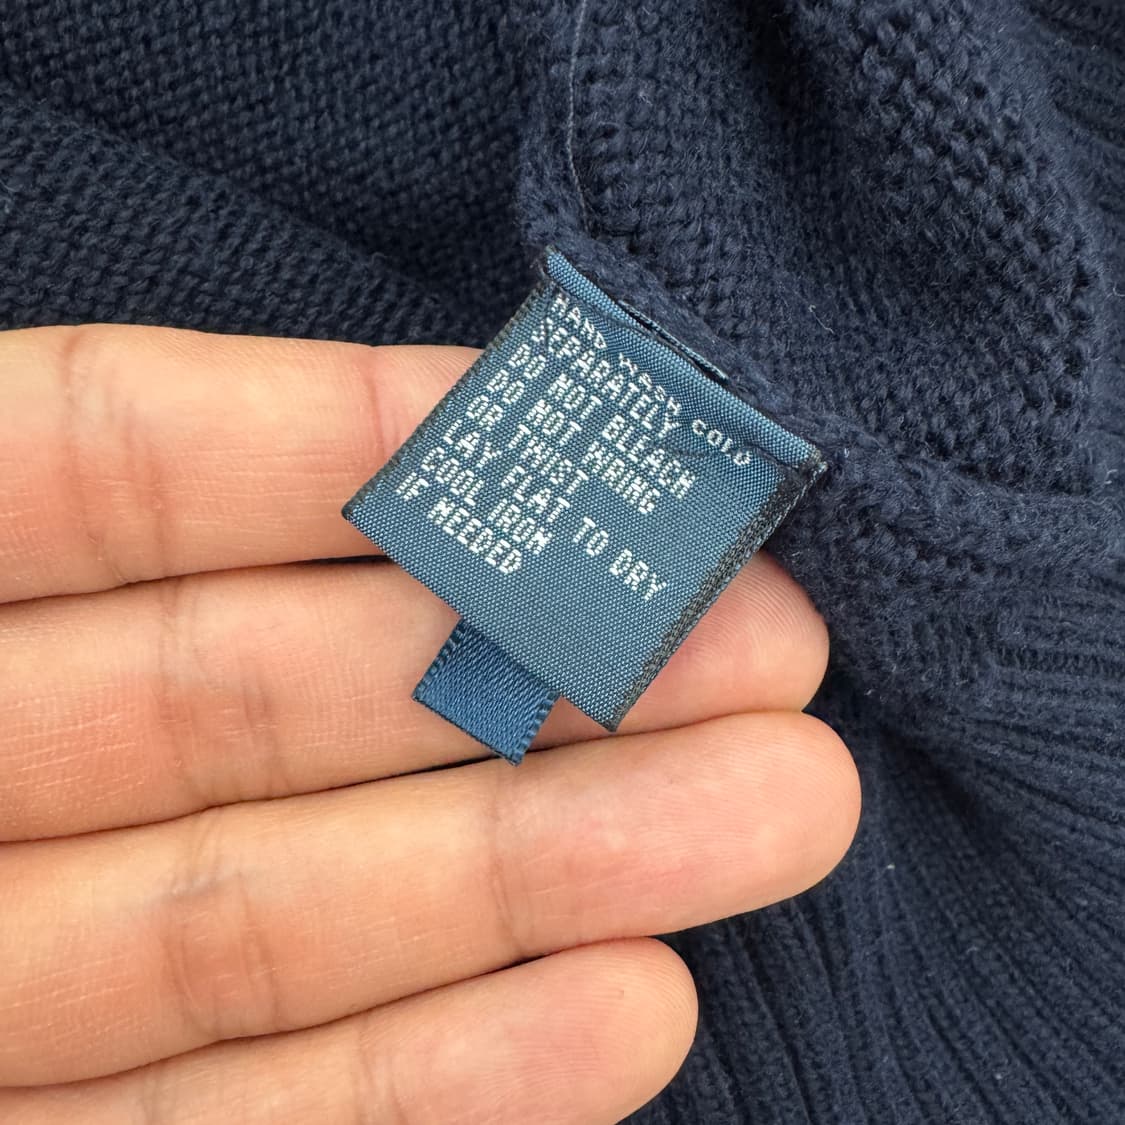 HAND WASH COLD
SEPARATELY
DO NOT BLEACH
DO NOT WRING
OR TWIST
LAY FLAT TO DRY
COOL IRON
IF NEEDED